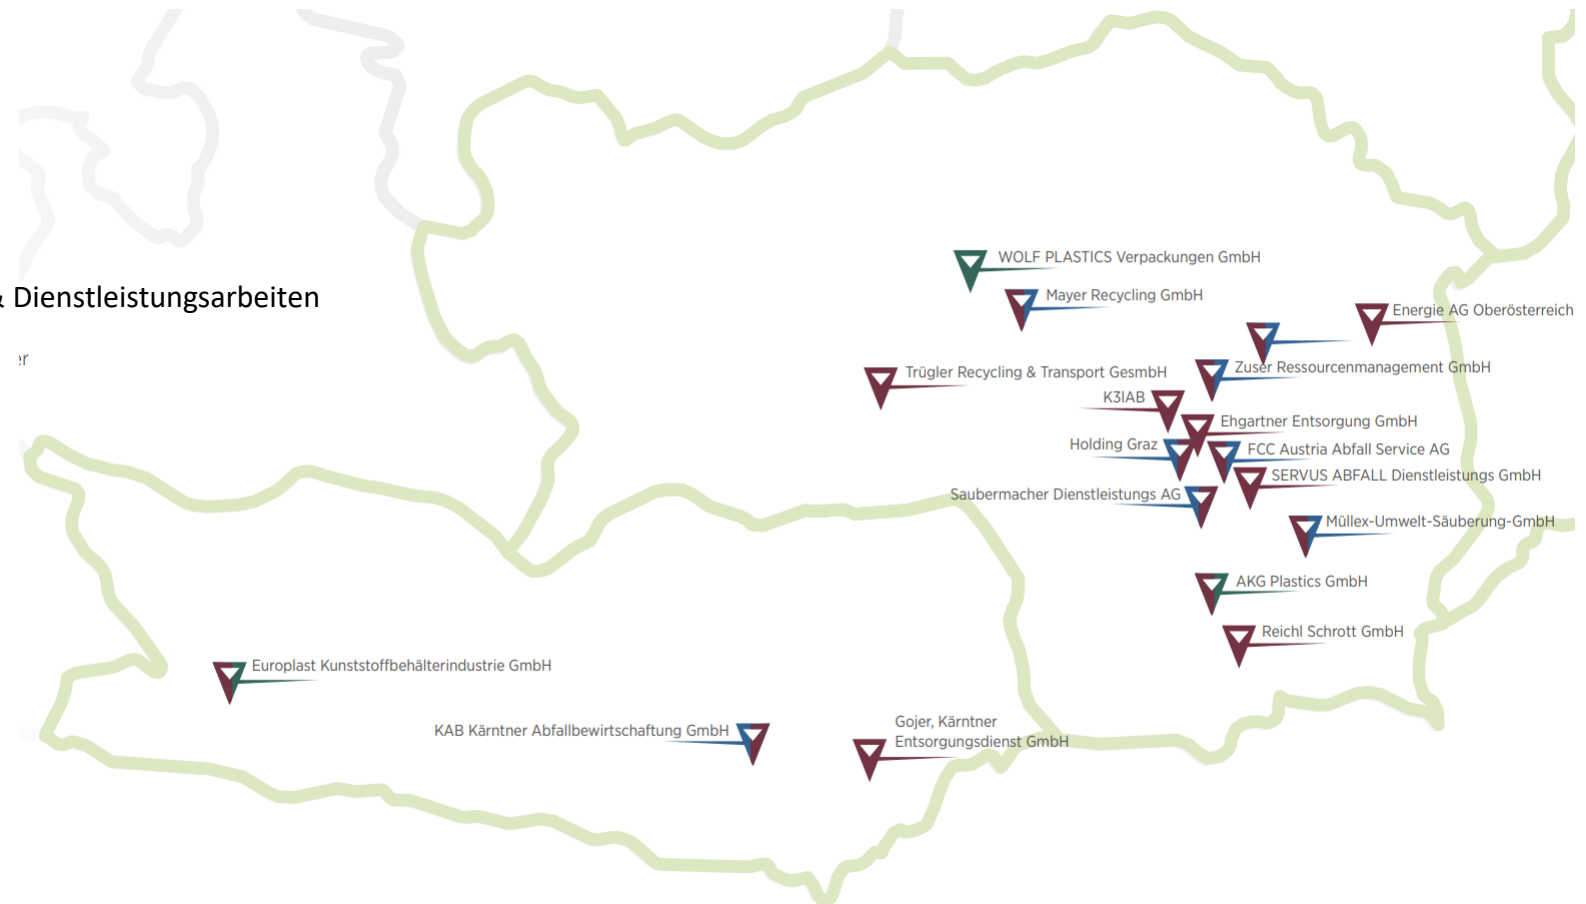 WOLF PLASTICS Verpackungen GmbH
Mayer Recycling GmbH
& Dienstleistungsarbeiten
Energie AG Oberösterreich
er
Zuser Ressourcenmanagement GmbH
Trügler Recycling & Transport GesmbH
K3IAB
Ehgartner Entsorgung GmbH
Holding Graz
FCC Austria Abfall Service AG
SERVUS ABFALL Dienstleistungs GmbH
Saubermacher Dienstleistungs AG
Müllex-Umwelt-Säuberung-GmbH
AKG Plastics GmbH
Reichl Schrott GmbH
Europlast Kunststoffbehälterindustrie GmbH
KAB Kärntner Abfallbewirtschaftung GmbH
Gojer, Kärntner
Entsorgungsdienst GmbH